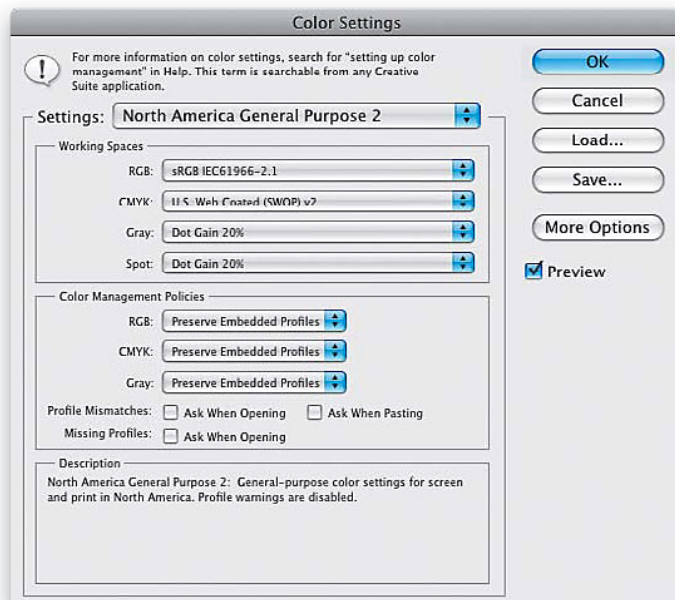 Color Settings
For more information on color settings, search for "setting up color
management" in Help. This term is searchable from any Creative
Suite application.
Settings: North America General Purpose 2
Working Spaces
RGB: sRGB IEC61966-2.1
CMYK: U.S. Web Coated (SWOP) v2
Gray: Dot Gain 20%
Spot: Dot Gain 20%
Color Management Policies
RGB: Preserve Embedded Profiles
CMYK: Preserve Embedded Profiles
Gray: Preserve Embedded Profiles
Profile Mismatches: Ask When Opening Ask When Pasting
Missing Profiles: Ask When Opening
Description
North America General Purpose 2: General-purpose color settings for screen
and print in North America. Profile warnings are disabled.
OK
Cancel
Load...
Save...
More Options
Preview